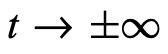 t → ±∞